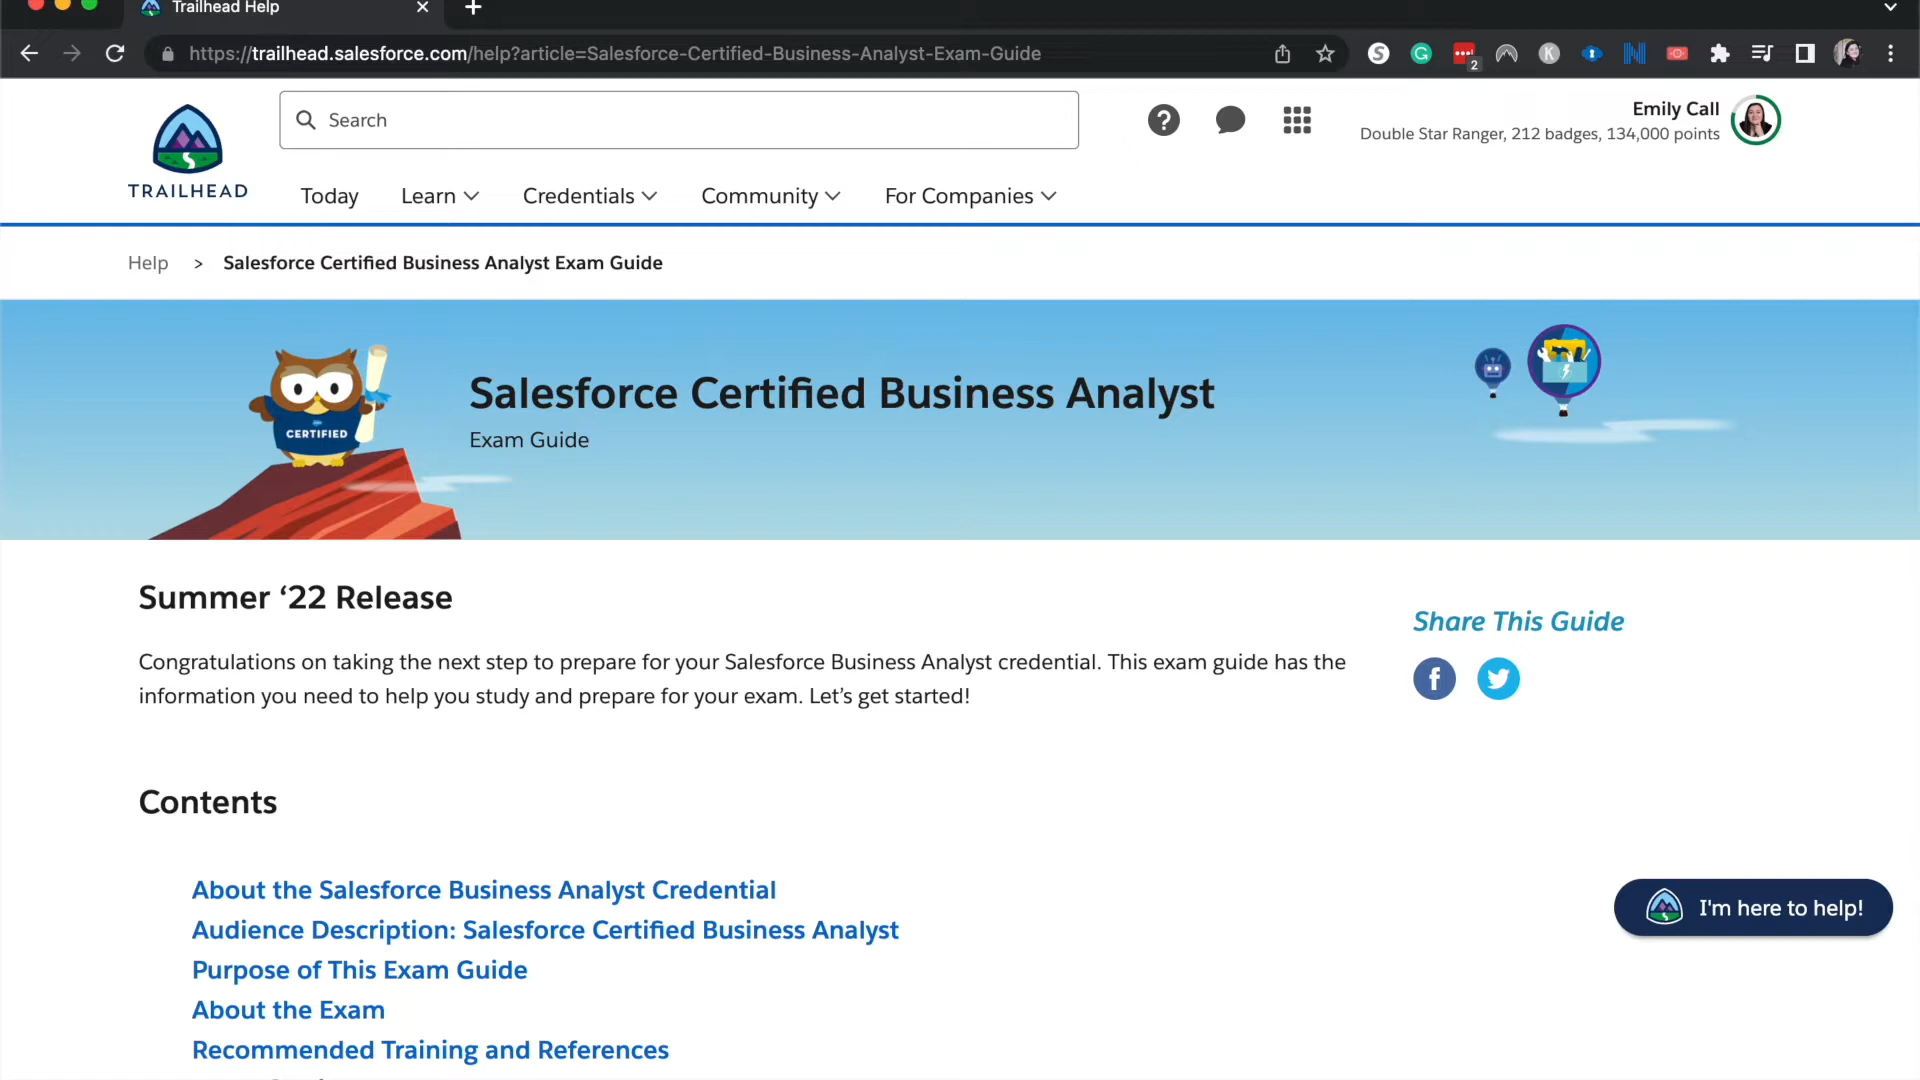 Trailhead Help
https://trailhead.salesforce.com/help?article=Salesforce-Certified-Business-Analyst-Exam-Guide
2
TRAILHEAD
Search
Emily Call
Double Star Ranger, 212 badges, 134,000 points
Today
Learn
Credentials
Community
For Companies
Help > Salesforce Certified Business Analyst Exam Guide
CERTIFIED
Salesforce Certified Business Analyst
Exam Guide
Summer ‘22 Release
Congratulations on taking the next step to prepare for your Salesforce Business Analyst credential. This exam guide has the
information you need to help you study and prepare for your exam. Let’s get started!
Share This Guide
Contents
About the Salesforce Business Analyst Credential
Audience Description: Salesforce Certified Business Analyst
Purpose of This Exam Guide
About the Exam
Recommended Training and References
I'm here to help!